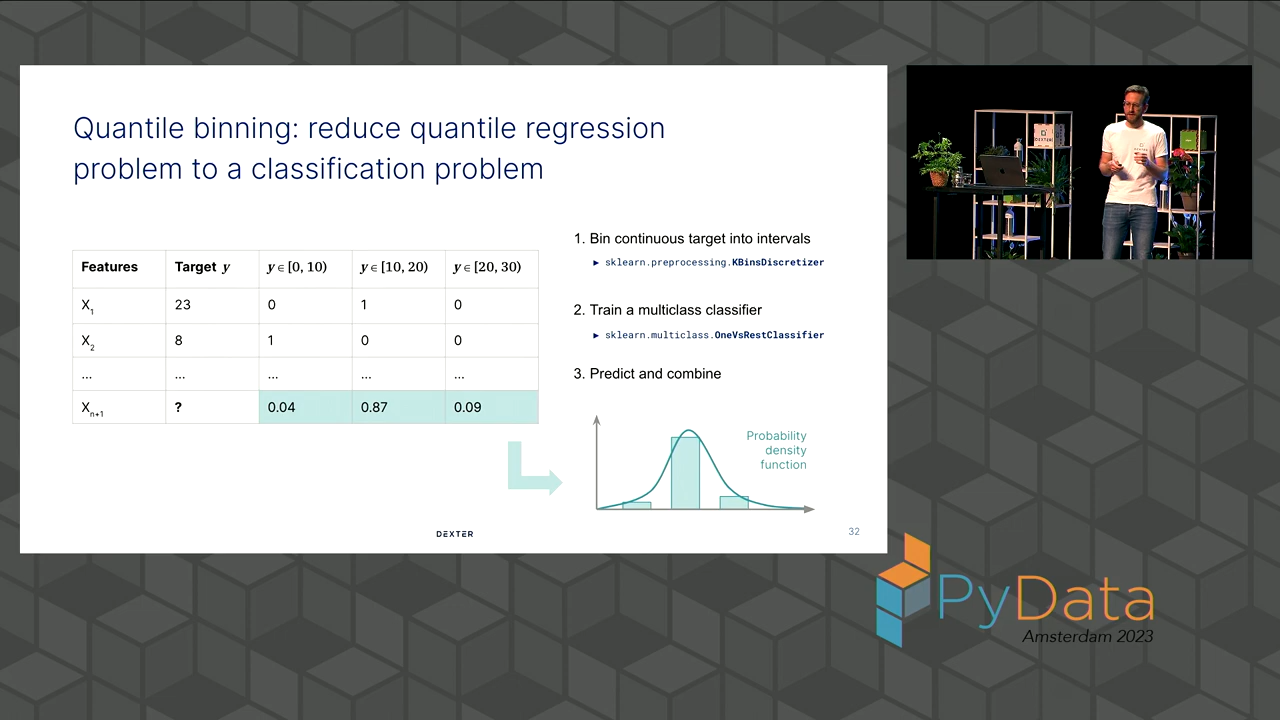 Quantile binning: reduce quantile regression
problem to a classification problem
Features Target y y ∈ [0, 10) y ∈ [10, 20) y ∈ [20, 30)
X1 23 0 1 0
X2 8 1 0 0
... ... ... ... ...
Xn+1 ? 0.04 0.87 0.09
1. Bin continuous target into intervals
► sklearn.preprocessing.KBinsDiscretizer
2. Train a multiclass classifier
► sklearn.multiclass.OneVsRestClassifier
3. Predict and combine
Probability
density
function
DEXTER
32
PyData
Amsterdam 2023